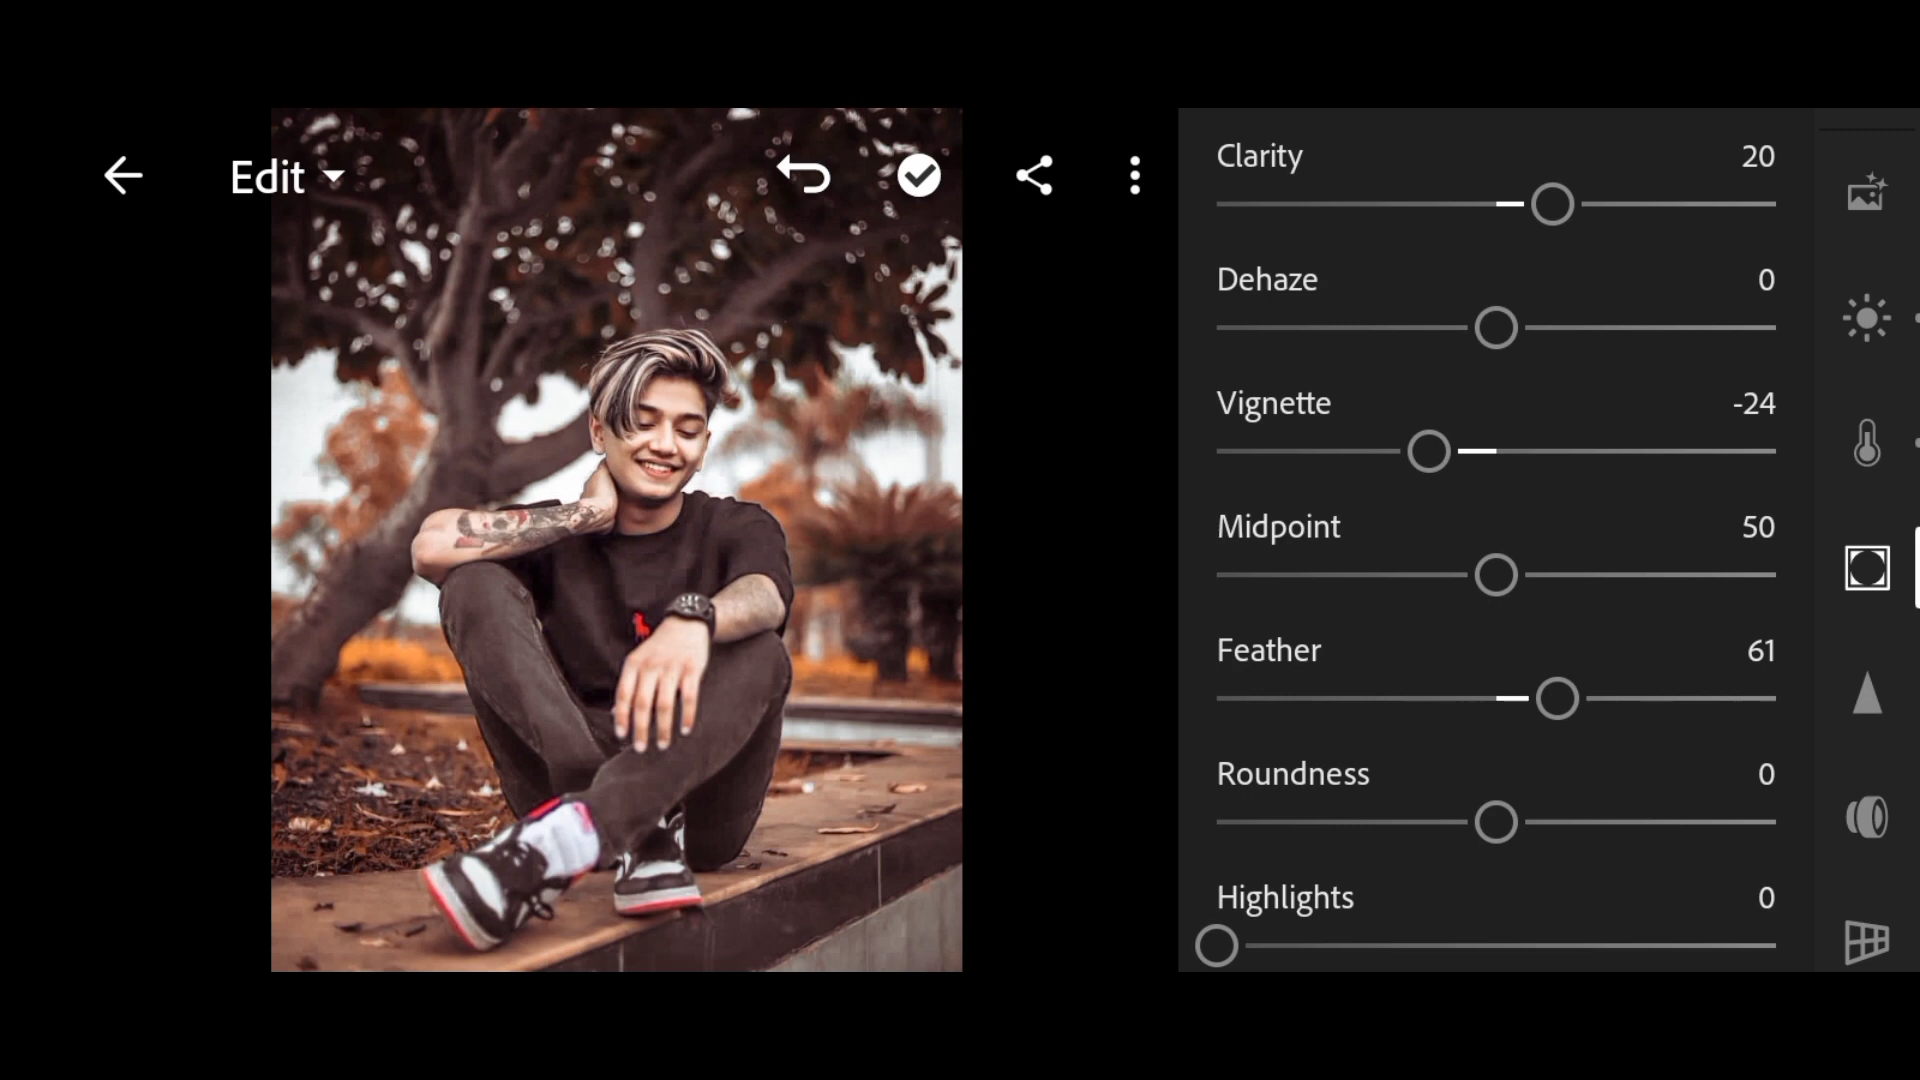 Edit
Clarity 20
Dehaze 0
Vignette -24
Midpoint 50
Feather 61
Roundness 0
Highlights 0